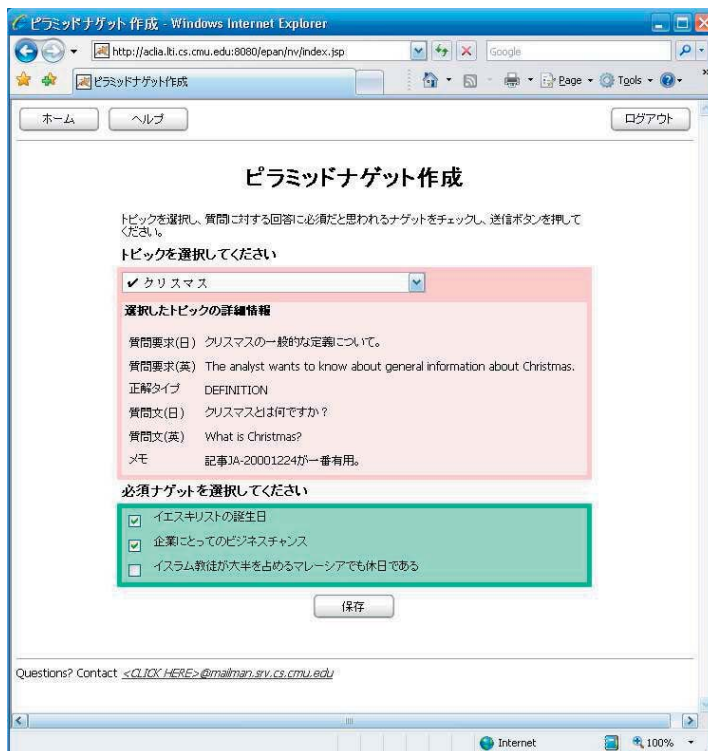 ピラミッドナゲット作成 - Windows Internet Explorer
http://aclia.lti.cs.cmu.edu:8080/epan/nv/index.jsp
Google
ピラミッドナゲット作成
Page
Tools
ホーム
ヘルプ
ログアウト
ピラミッドナゲット作成
トピックを選択し、質問に対する回答に必須だと思われるナゲットをチェックし、送信ボタンを押して
ください。
トピックを選択してください
✔クリスマス
選択したトピックの詳細情報
質問要求(日) クリスマスの一般的な定義について。
質問要求(英) The analyst wants to know about general information about Christmas.
正解タイプ DEFINITION
質問文(日) クリスマスとは何ですか?
質問文(英) What is Christmas?
メモ 記事JA-20001224が一番有用。
必須ナゲットを選択してください
イエスキリストの誕生日
企業にとってのビジネスチャンス
イスラム教徒が大半を占めるマレーシアでも休日である
保存
Questions? Contact <CLICK HERE>@mailman.srv.cs.cmu.edu
Internet
100%